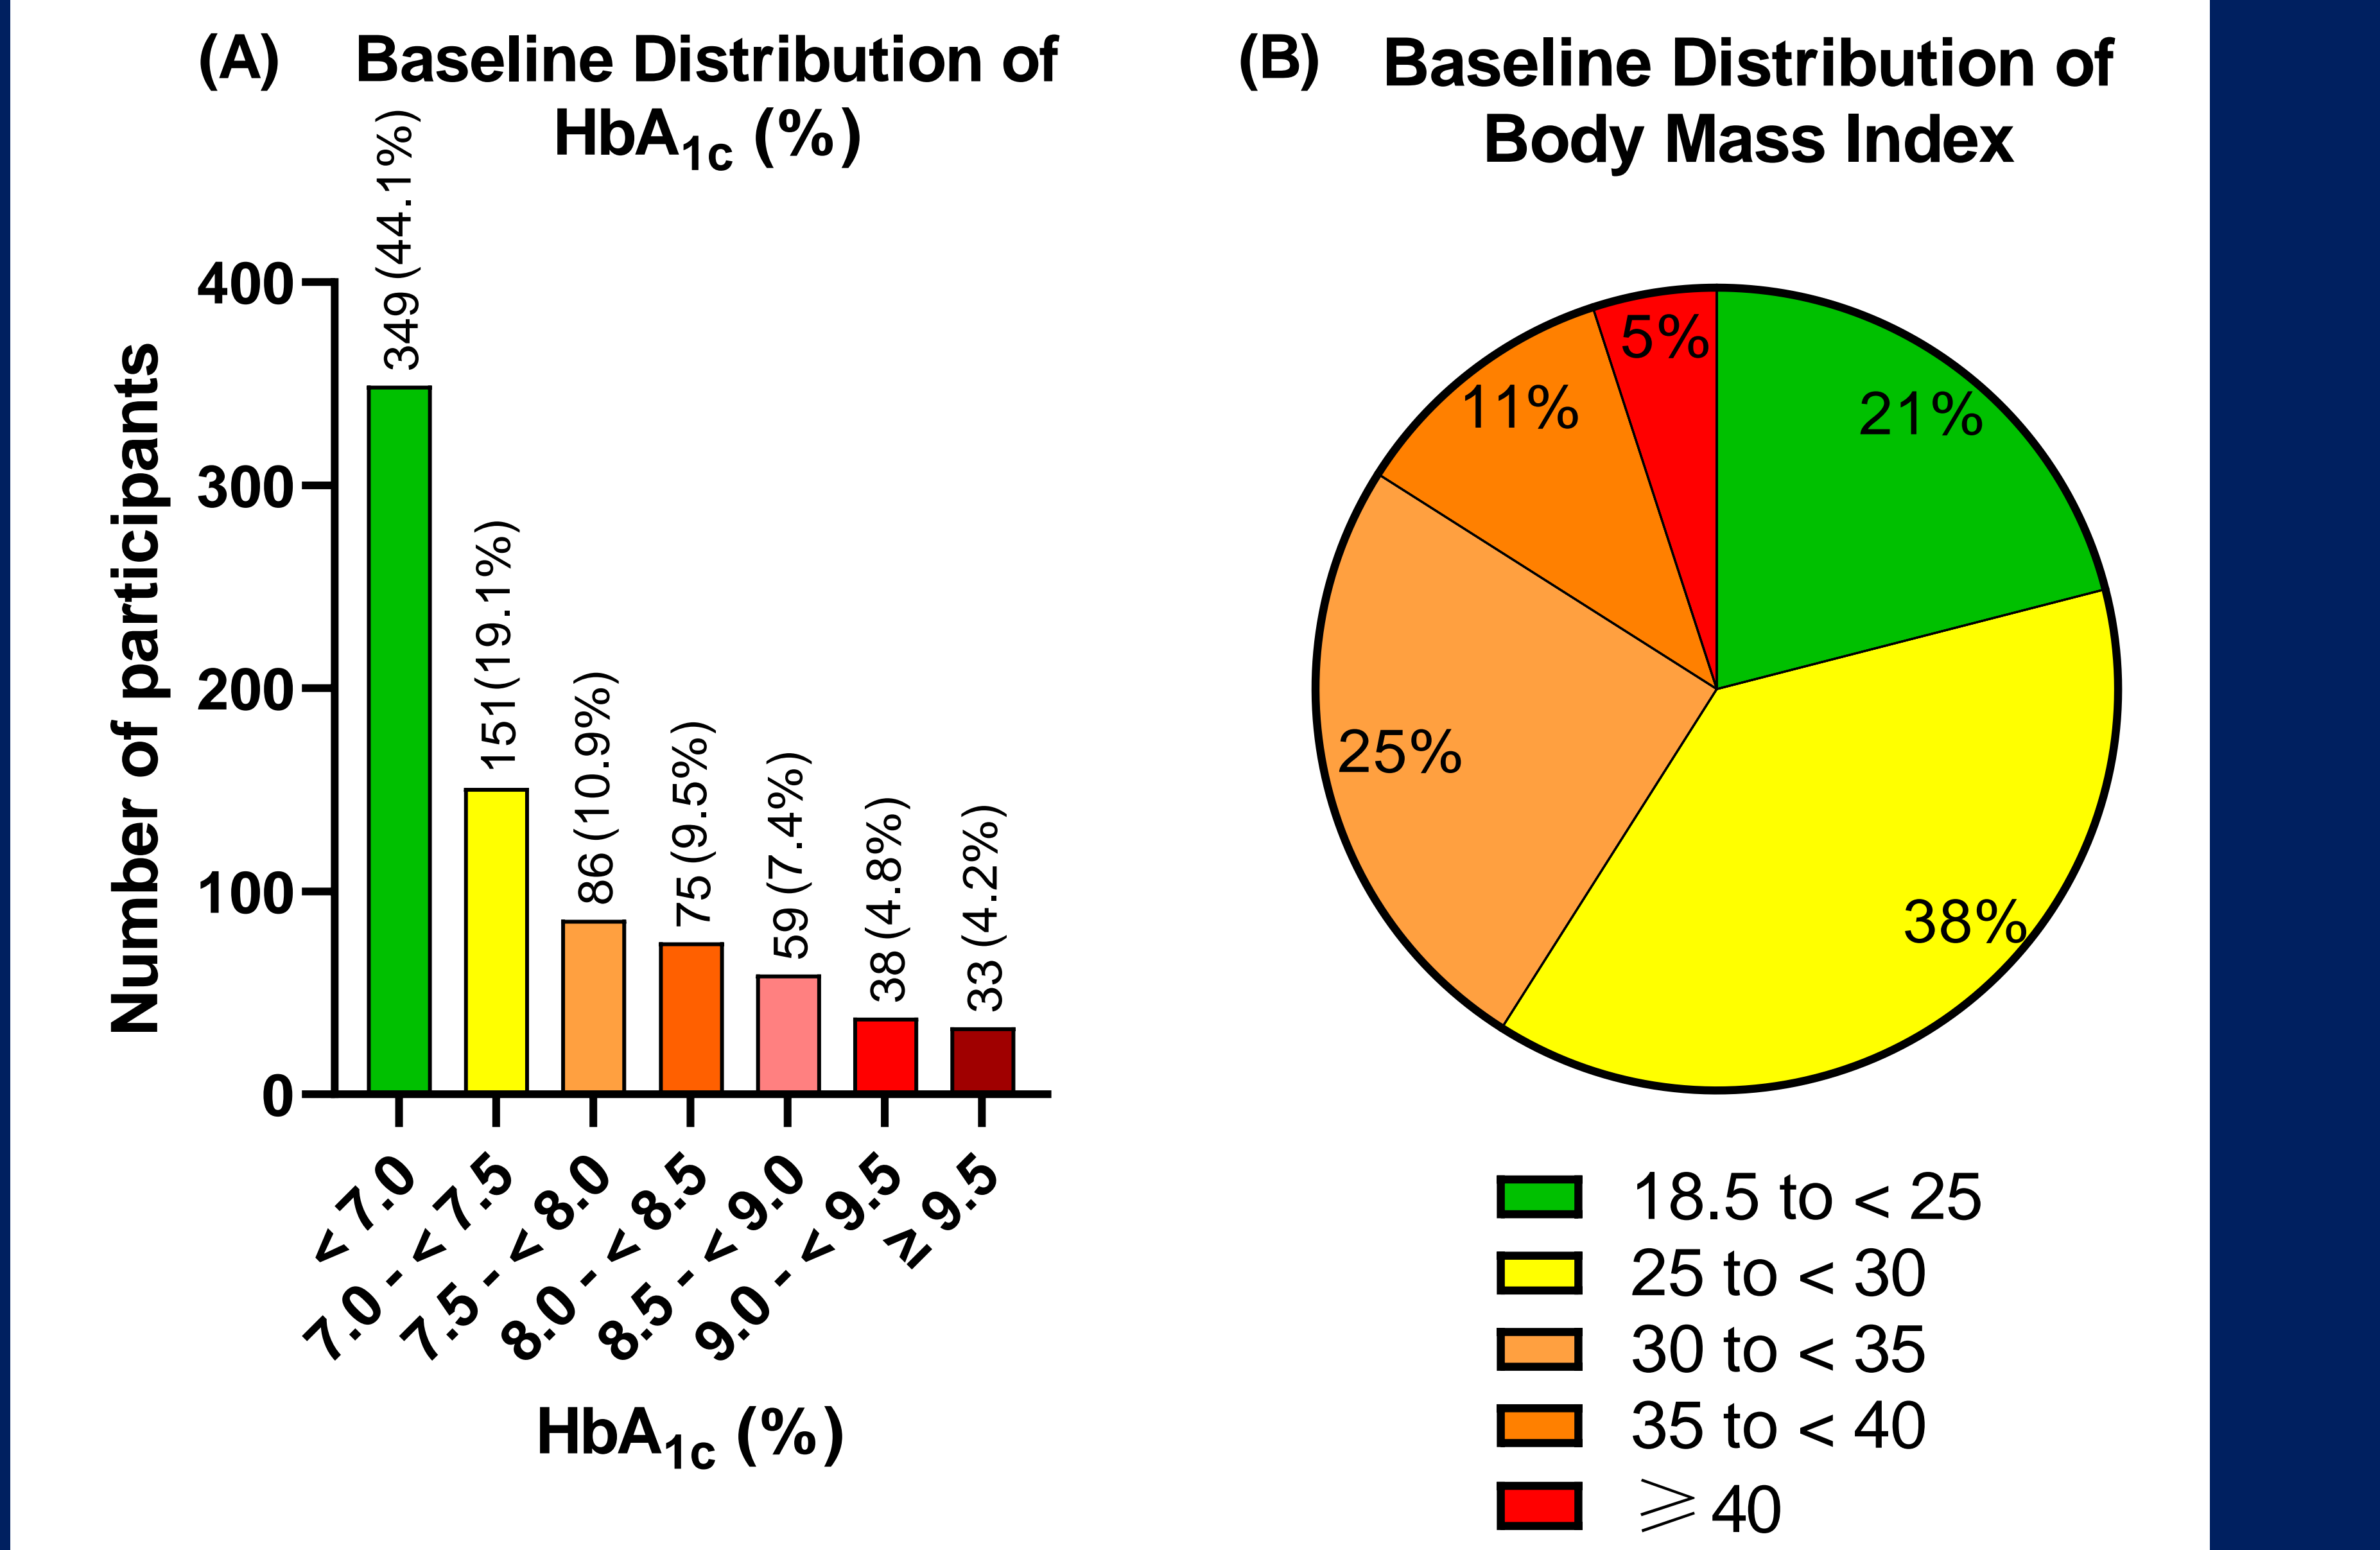 (A) Baseline Distribution of
HbA1c (%)
349 (44.1%)
151(19.1%)
86 (10.9%)
75 (9.5%)
59 (7.4%)
38 (4.8%)
33 (4.2%)
Number of participants
400
300
200
100
0
< 7.0
7.0 - < 7.5
7.5 - < 8.0
8.0 - < 8.5
8.5 - < 9.0
9.0 - < 9.5
≥ 9.5
HbA1c (%)
(B) Baseline Distribution of
Body Mass Index
5%
21%
11%
25%
38%
18.5 to < 25
25 to < 30
30 to < 35
35 to < 40
⩾ 40